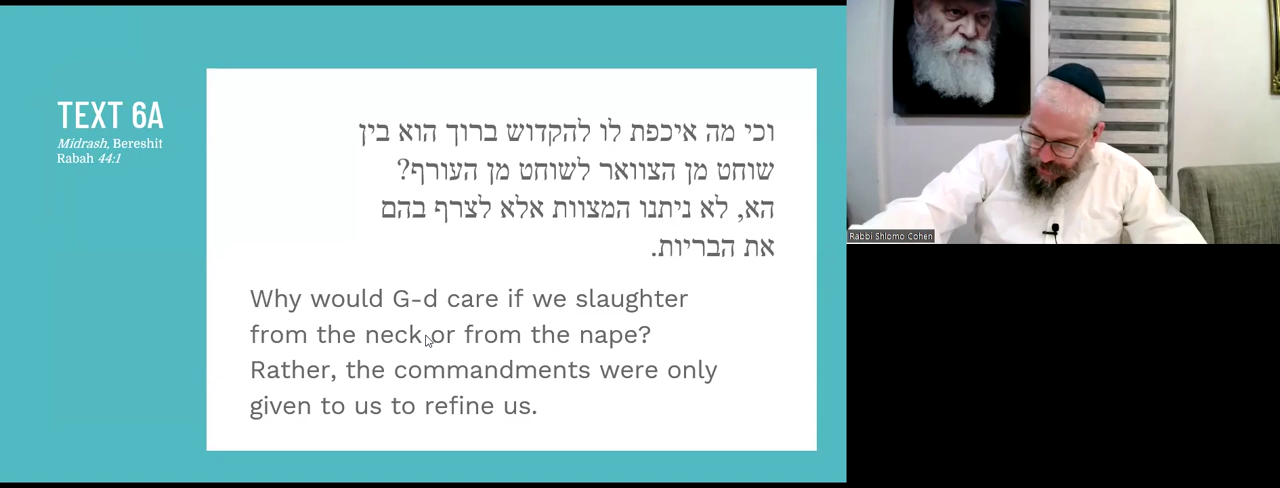 TEXT 6A
Midrash, Bereshit
Rabah 44:1
וכי מה איכפת לו להקדוש ברוך הוא בין
שוחט מן הצוואר לשוחט מן העורף?
הא, לא ניתנו המצוות אלא לצרף בהם
את הבריות.
Why would G-d care if we slaughter
from the neck or from the nape?
Rather, the commandments were only
given to us to refine us.
Rabbi Shlomo Cohen